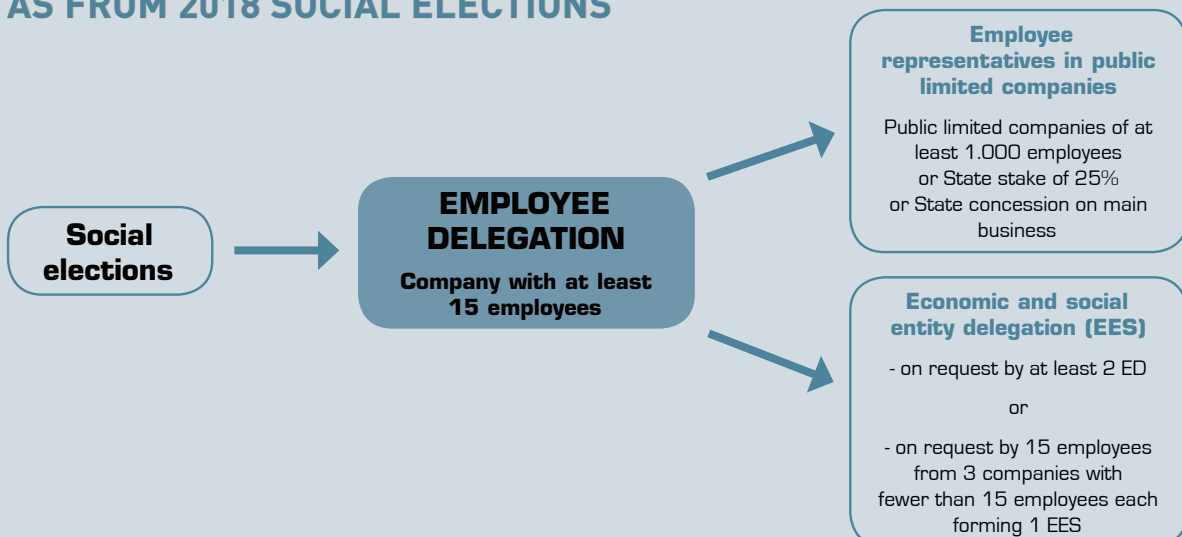 AS FROM 2018 SOCIAL ELECTIONS
Social
elections
EMPLOYEE
DELEGATION
Company with at least
15 employees
Employee
representatives in public
limited companies
Public limited companies of at
least 1.000 employees
or State stake of 25%
or State concession on main
business
Economic and social
entity delegation (EES)
- on request by at least 2 ED
or
- on request by 15 employees
from 3 companies with
fewer than 15 employees each
forming 1 EES